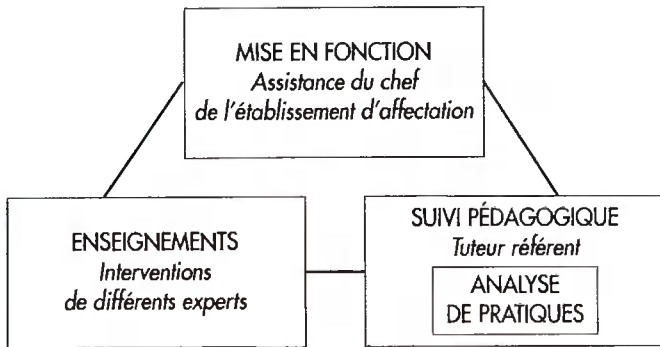 MISE EN FONCTION
Assistance du chef
de l'établissement d'affectation
ENSEIGNEMENTS
Interventions
de différents experts
SUIVI PÉDAGOGIQUE
Tuteur référent
ANALYSE
DE PRATIQUES